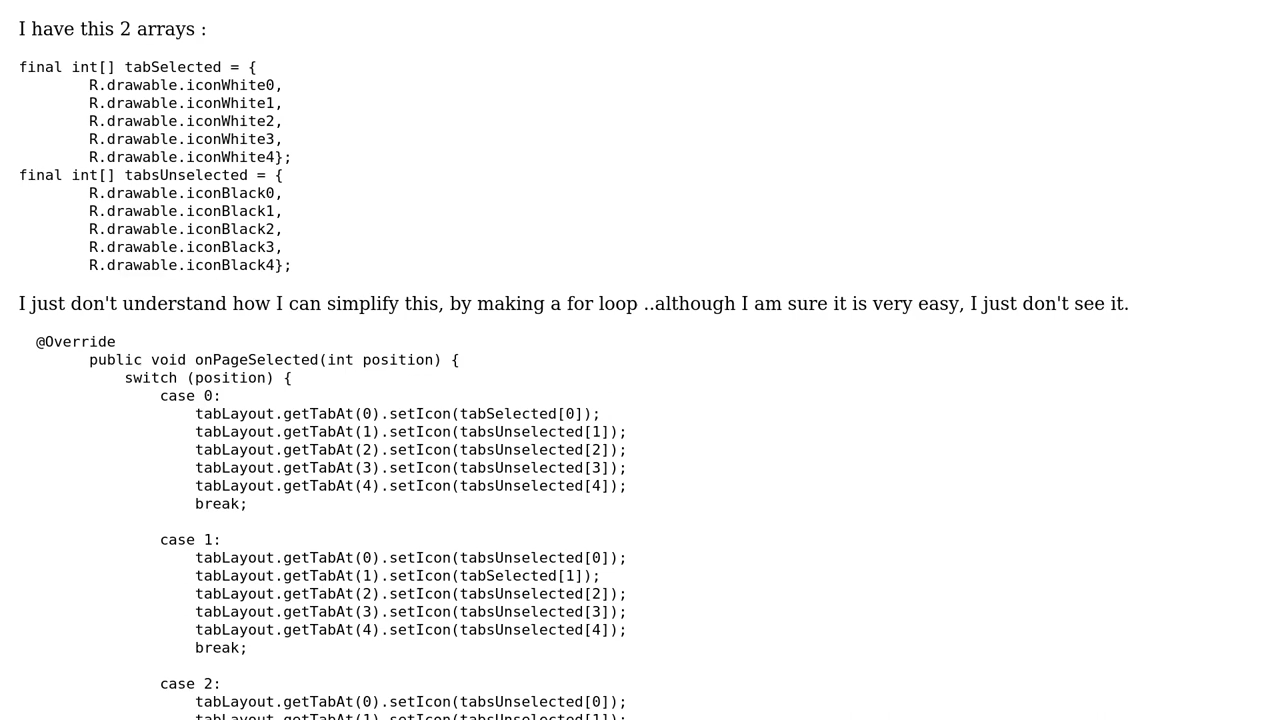 I have this 2 arrays :
final int[] tabSelected = {
        R.drawable.iconWhite0,
        R.drawable.iconWhite1,
        R.drawable.iconWhite2,
        R.drawable.iconWhite3,
        R.drawable.iconWhite4};
final int[] tabsUnselected = {
        R.drawable.iconBlack0,
        R.drawable.iconBlack1,
        R.drawable.iconBlack2,
        R.drawable.iconBlack3,
        R.drawable.iconBlack4};
I just don't understand how I can simplify this, by making a for loop ..although I am sure it is very easy, I just don't see it.
  @Override
        public void onPageSelected(int position) {
            switch (position) {
                case 0:
                    tabLayout.getTabAt(0).setIcon(tabSelected[0]);
                    tabLayout.getTabAt(1).setIcon(tabsUnselected[1]);
                    tabLayout.getTabAt(2).setIcon(tabsUnselected[2]);
                    tabLayout.getTabAt(3).setIcon(tabsUnselected[3]);
                    tabLayout.getTabAt(4).setIcon(tabsUnselected[4]);
                    break;
                case 1:
                    tabLayout.getTabAt(0).setIcon(tabsUnselected[0]);
                    tabLayout.getTabAt(1).setIcon(tabSelected[1]);
                    tabLayout.getTabAt(2).setIcon(tabsUnselected[2]);
                    tabLayout.getTabAt(3).setIcon(tabsUnselected[3]);
                    tabLayout.getTabAt(4).setIcon(tabsUnselected[4]);
                    break;
                case 2:
                    tabLayout.getTabAt(0).setIcon(tabsUnselected[0]);
                    tabLayout.getTabAt(1).setIcon(tabsUnselected[1]);